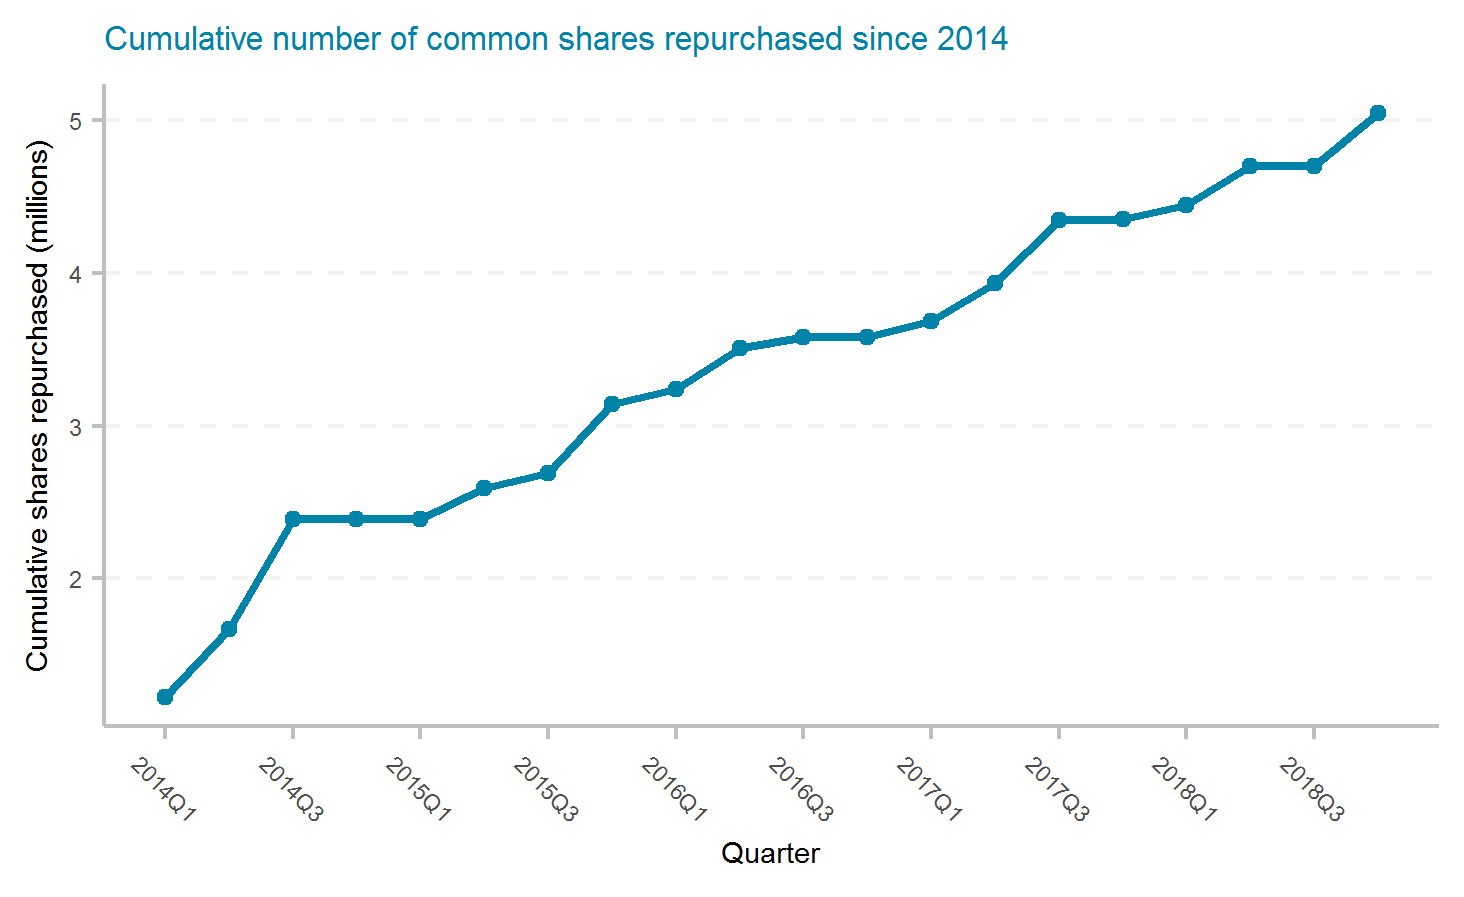 Cumulative number of common shares repurchased since 2014
Cumulative shares repurchased (millions)
5
4
3
2
2014Q1
2014Q3
2015Q1
2015Q3
2016Q1
2016Q3
2017Q1
2017Q3
2018Q1
2018Q3
Quarter